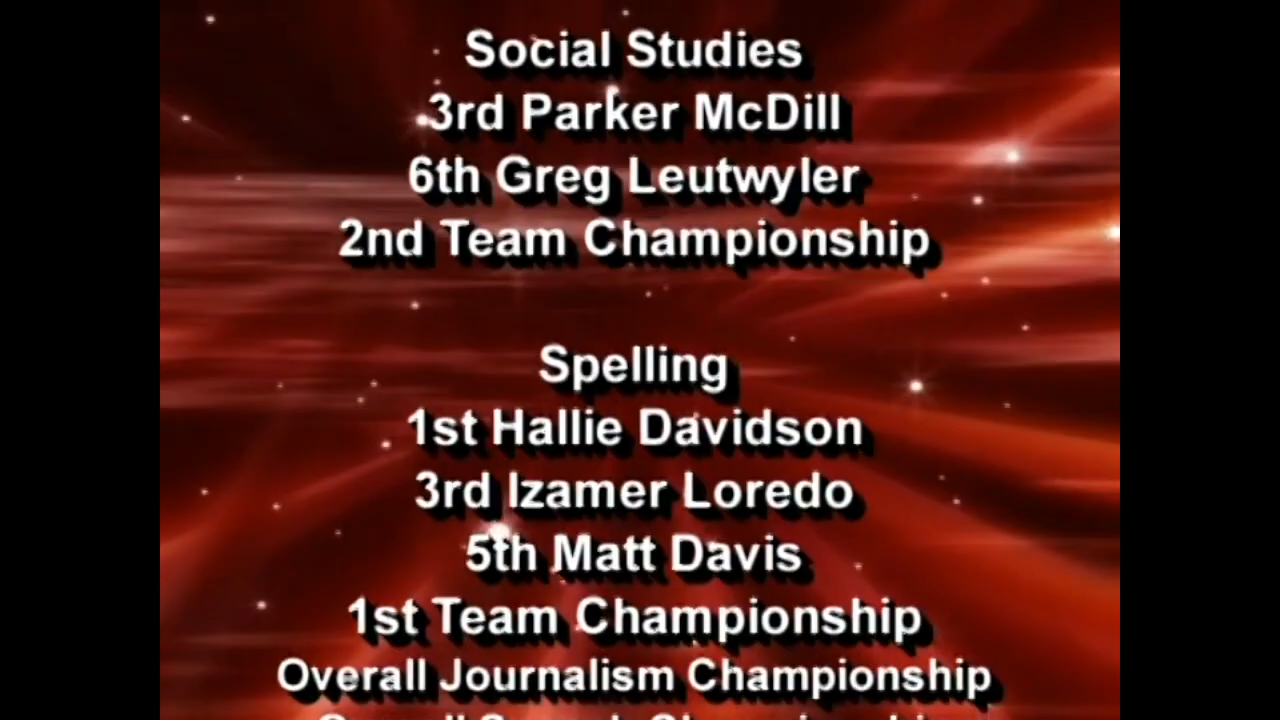 Social Studies
3rd Parker McDill
6th Greg Leutwyler
2nd Team Championship
Spelling
1st Hallie Davidson
3rd Izamer Loredo
5th Matt Davis
1st Team Championship
Overall Journalism Championship